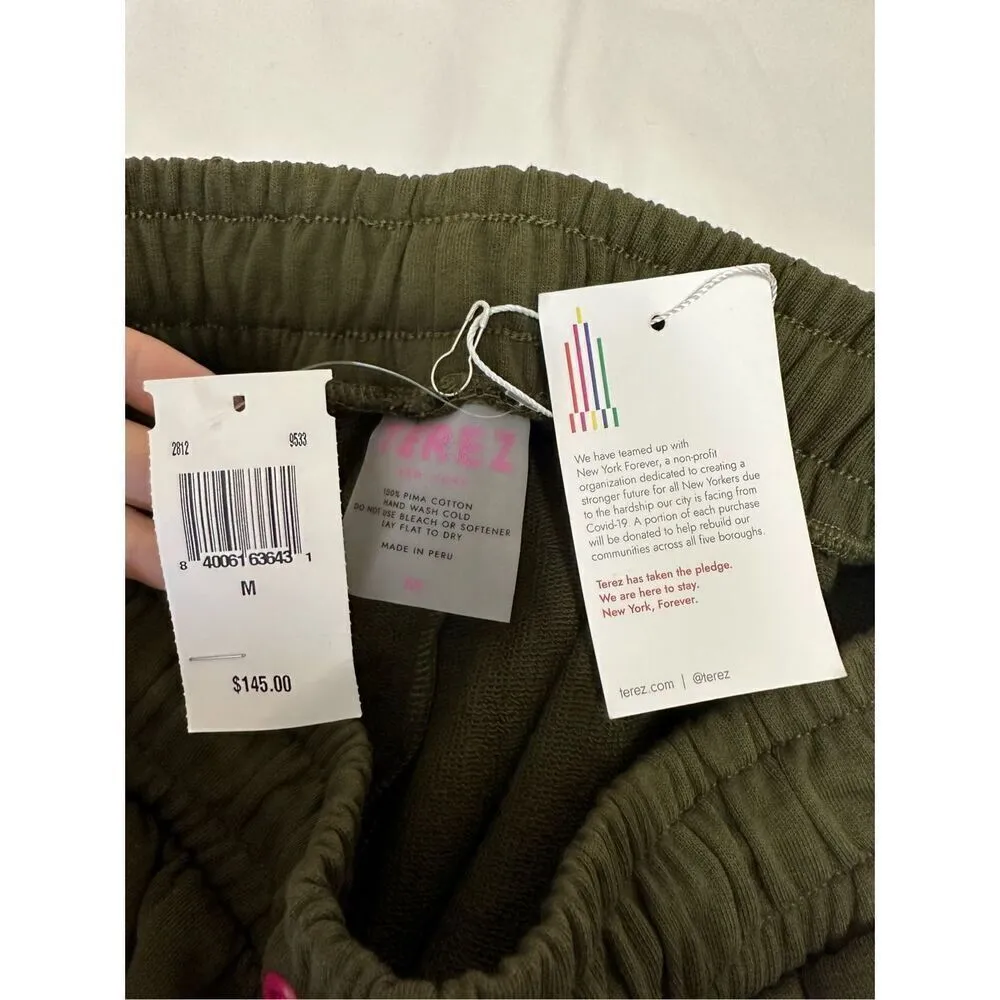 2812 9533
8 40061 63643 1
M
$145.00
TEREZ
NEW YORK
100% PIMA COTTON
HAND WASH COLD
DO NOT USE BLEACH OR SOFTENER
LAY FLAT TO DRY
MADE IN PERU
We have teamed up with
New York Forever, a non-profit
organization dedicated to creating a
stronger future for all New Yorkers due
to the hardship our city is facing from
Covid-19. A portion of each purchase
will be donated to help rebuild our
communities across all five boroughs.
Terez has taken the pledge.
We are here to stay.
New York, Forever.
terez.com | @terez